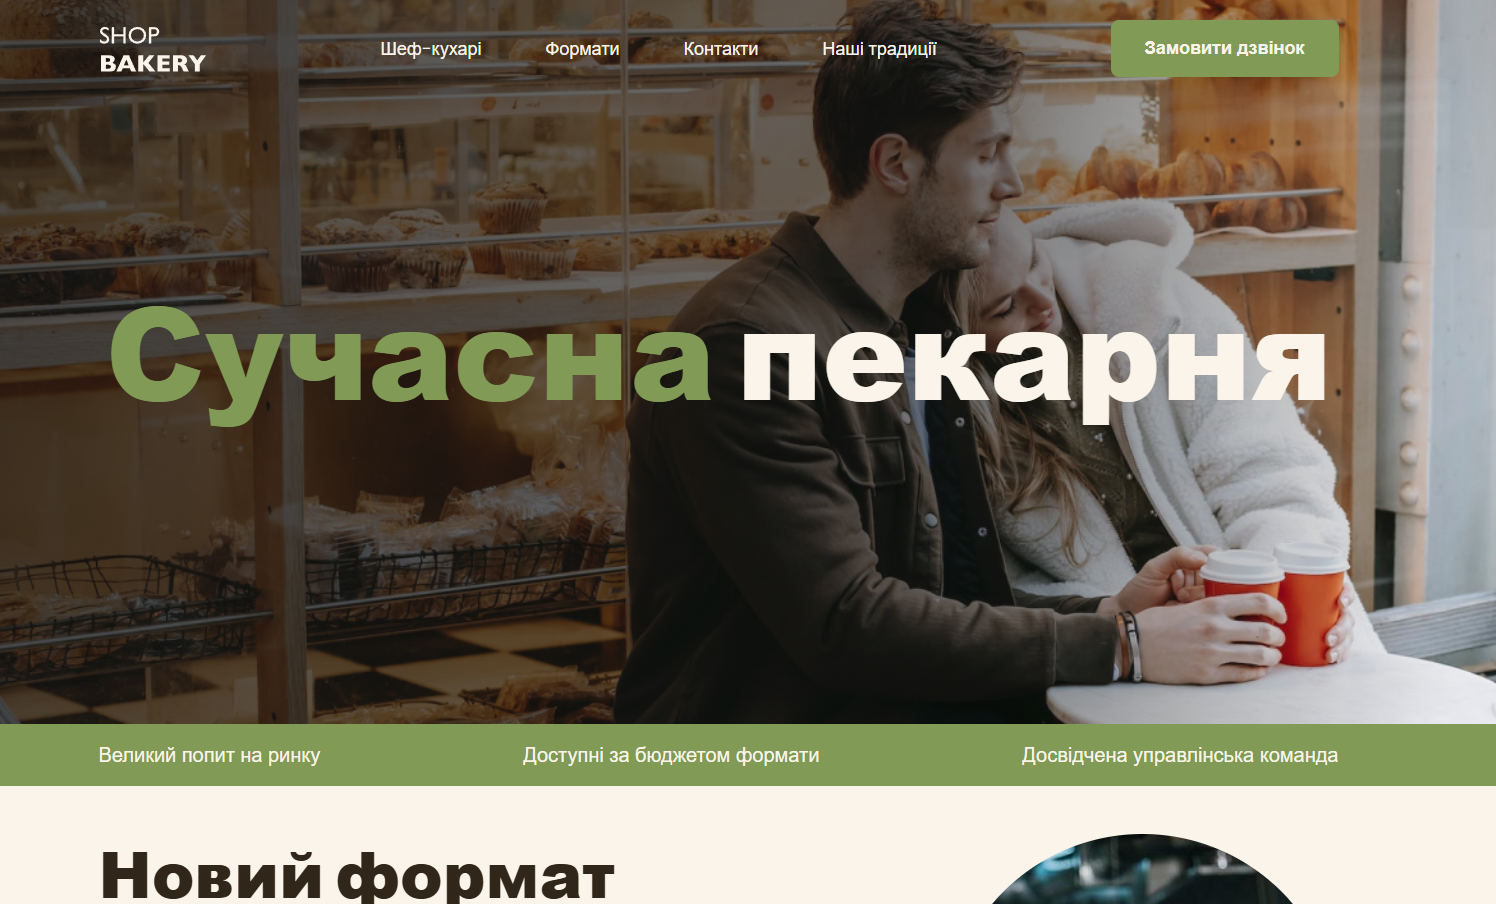 SHOP
BAKERY
Шеф-кухарі
Формати
Контакти
Наші традиції
Замовити дзвінок
Сучасна пекарня
Великий попит на ринку
Доступні за бюджетом формати
Досвідчена управлінська команда
Новий формат